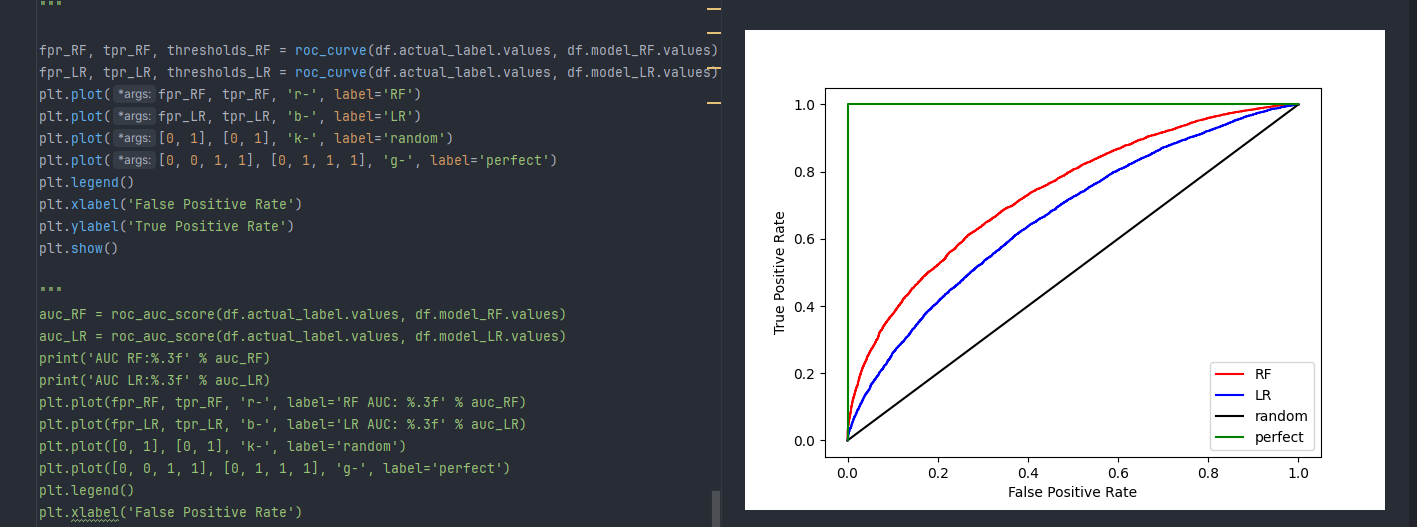 """
fpr_RF, tpr_RF, thresholds_RF = roc_curve(df.actual_label.values, df.model_RF.values)
fpr_LR, tpr_LR, thresholds_LR = roc_curve(df.actual_label.values, df.model_LR.values)
plt.plot( *args: fpr_RF, tpr_RF, 'r-', label='RF')
plt.plot( *args: fpr_LR, tpr_LR, 'b-', label='LR')
plt.plot( *args: [0, 1], [0, 1], 'k-', label='random')
plt.plot( *args: [0, 0, 1, 1], [0, 1, 1, 1], 'g-', label='perfect')
plt.legend()
plt.xlabel('False Positive Rate')
plt.ylabel('True Positive Rate')
plt.show()
"""
auc_RF = roc_auc_score(df.actual_label.values, df.model_RF.values)
auc_LR = roc_auc_score(df.actual_label.values, df.model_LR.values)
print('AUC RF:%.3f' % auc_RF)
print('AUC LR:%.3f' % auc_LR)
plt.plot(fpr_RF, tpr_RF, 'r-', label='RF AUC: %.3f' % auc_RF)
plt.plot(fpr_LR, tpr_LR, 'b-', label='LR AUC: %.3f' % auc_LR)
plt.plot([0, 1], [0, 1], 'k-', label='random')
plt.plot([0, 0, 1, 1], [0, 1, 1, 1], 'g-', label='perfect')
plt.legend()
plt.xlabel('False Positive Rate')
True Positive Rate
1.0
0.8
0.6
0.4
0.2
0.0
RF
LR
random
perfect
0.0 0.2 0.4 0.6 0.8 1.0
False Positive Rate